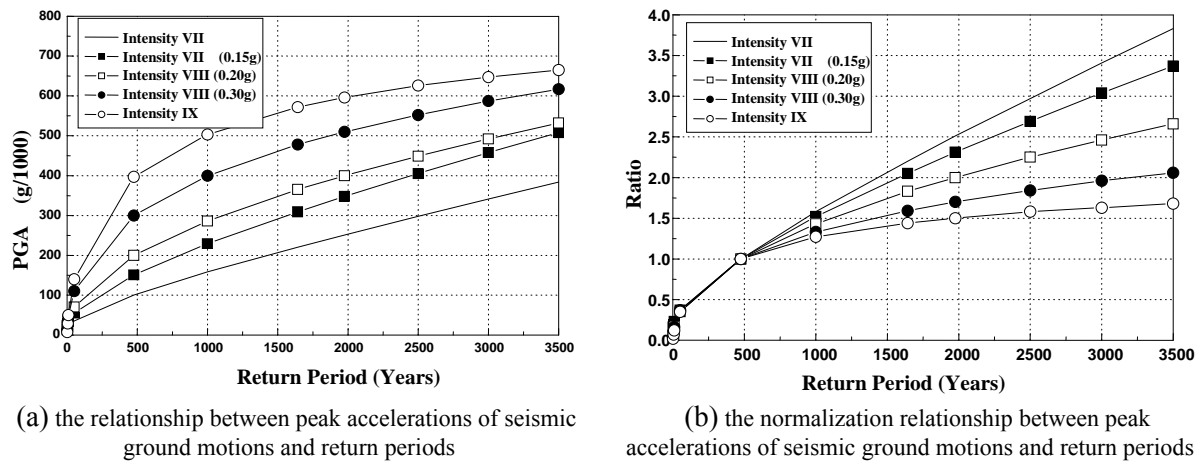 800
700
600
500
400
300
200
100
0
PGA (g/1000)
Intensity VII
Intensity VII (0.15g)
Intensity VIII (0.20g)
Intensity VIII (0.30g)
Intensity IX
0 500 1000 1500 2000 2500 3000 3500
Return Period (Years)
(a) the relationship between peak accelerations of seismic
ground motions and return periods
4.0
3.5
3.0
2.5
2.0
1.5
1.0
0.5
0.0
Ratio
Intensity VII
Intensity VII (0.15g)
Intensity VIII (0.20g)
Intensity VIII (0.30g)
Intensity IX
0 500 1000 1500 2000 2500 3000 3500
Return Period (Years)
(b) the normalization relationship between peak
accelerations of seismic ground motions and return periods